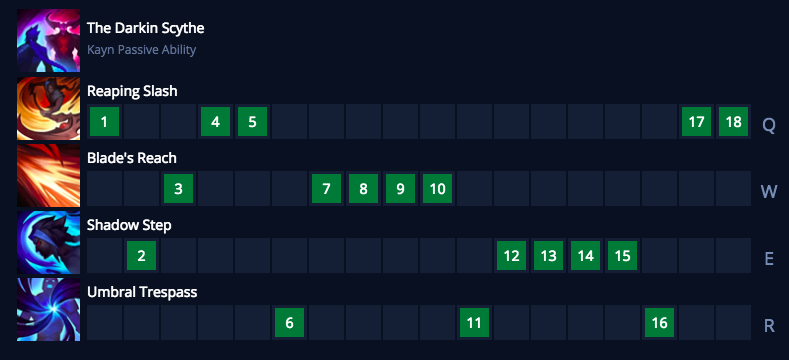 The Darkin Scythe
Kayn Passive Ability
Reaping Slash
1 4 5 17 18 Q
Blade's Reach
3 7 8 9 10 W
Shadow Step
2 12 13 14 15 E
Umbral Trespass
6 11 16 R